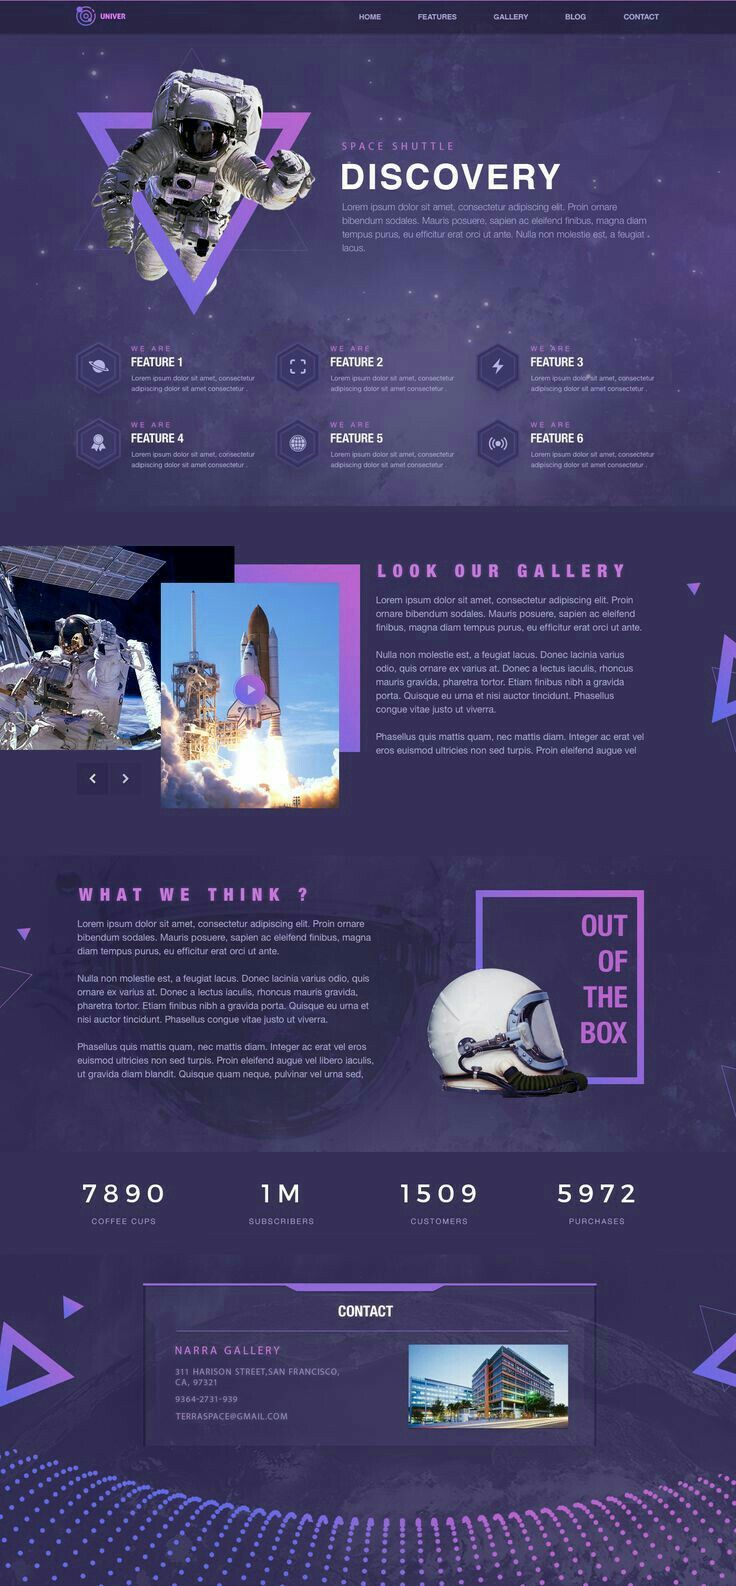 UNIVER
HOME FEATURES GALLERY BLOG CONTACT
SPACE SHUTTLE
DISCOVERY
Lorem ipsum dolor sit amet, consectetur adipiscing elit. Proin ornare
bibendum sodales. Mauris posuere, sapien ac eleifend finibus, magna diam
tempus purus, eu efficitur erat orci ut ante. Nulla non molestie est, a feugiat
lacus.
WE ARE
FEATURE 1
Lorem ipsum dolor sit amet, consectetur
adipiscing dolor sit amet consectetur .
WE ARE
FEATURE 2
Lorem ipsum dolor sit amet, consectetur
adipiscing dolor sit amet consectetur .
WE ARE
FEATURE 3
Lorem ipsum dolor sit amet, consectetur
adipiscing dolor sit amet consectetur .
WE ARE
FEATURE 4
Lorem ipsum dolor sit amet, consectetur
adipiscing dolor sit amet consectetur .
WE ARE
FEATURE 5
Lorem ipsum dolor sit amet, consectetur
adipiscing dolor sit amet consectetur .
WE ARE
FEATURE 6
Lorem ipsum dolor sit amet, consectetur
adipiscing dolor sit amet consectetur .
LOOK OUR GALLERY
Lorem ipsum dolor sit amet, consectetur adipiscing elit. Proin
ornare bibendum sodales. Mauris posuere, sapien ac eleifend
finibus, magna diam tempus purus, eu efficitur erat orci ut ante.
Nulla non molestie est, a feugiat lacus. Donec lacinia varius
odio, quis ornare ex varius at. Donec a lectus iaculis, rhoncus
mauris gravida, pharetra tortor. Etiam finibus nibh a gravida
porta. Quisque eu urna et nisi auctor tincidunt. Phasellus
congue vitae justo ut viverra.
Phasellus quis mattis quam, nec mattis diam. Integer ac erat vel
eros euismod ultricies non sed turpis. Proin eleifend augue vel
WHAT WE THINK ?
Lorem ipsum dolor sit amet, consectetur adipiscing elit. Proin ornare
bibendum sodales. Mauris posuere, sapien ac eleifend finibus, magna
diam tempus purus, eu efficitur erat orci ut ante.
Nulla non molestie est, a feugiat lacus. Donec lacinia varius odio, quis
ornare ex varius at. Donec a lectus iaculis, rhoncus mauris gravida,
pharetra tortor. Etiam finibus nibh a gravida porta. Quisque eu urna et
nisi auctor tincidunt. Phasellus congue vitae justo ut viverra.
Phasellus quis mattis quam, nec mattis diam. Integer ac erat vel eros
euismod ultricies non sed turpis. Proin eleifend augue vel libero iaculis,
ut gravida diam blandit. Quisque quam neque, pulvinar vel urna sed,
OUT
OF
THE
BOX
7890 1M 1509 5972
COFFEE CUPS SUBSCRIBERS CUSTOMERS PURCHASES
CONTACT
NARRA GALLERY
311 HARISON STREET,SAN FRANCISCO,
CA, 97321
9364-2731-939
TERRASPACE@GMAIL.COM